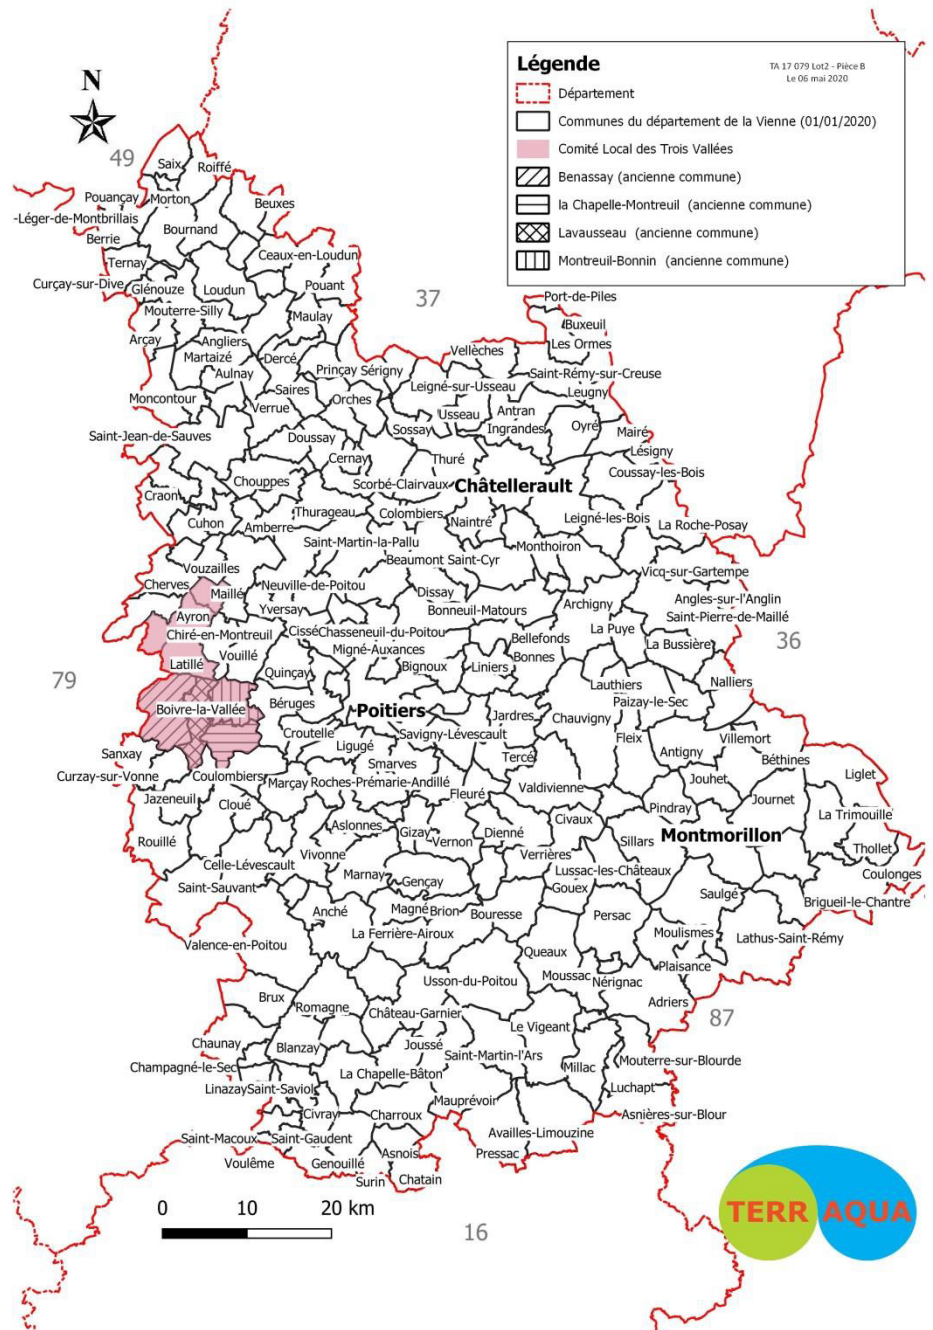 Légende
TA 17 079 Lot2 - Pièce B
Le 06 mai 2020
Département
Communes du département de la Vienne (01/01/2020)
Comité Local des Trois Vallées
Benassay (ancienne commune)
la Chapelle-Montreuil (ancienne commune)
Lavausseau (ancienne commune)
Montreuil-Bonnin (ancienne commune)
N
49
Saix
Roiffé
Pouançay
Morton
Beuxes
-Léger-de-Montbrillais
Berrie
Bournand
Ternay
Ceaux-en-Loudun
Curçay-sur-Dive
Glénouze
Loudun
Pouant
37
Port-de-Piles
Mouterre-Silly
Maulay
Buxeuil
Arçay
Angliers
Les Ormes
Martaizé
Dercé
Vellèches
Aulnay
Prinçay
Sérigny
Saint-Rémy-sur-Creuse
Moncontour
Saires
Leigné-sur-Usseau
Leugny
Verrue
Orches
Usseau
Antran
Saint-Jean-de-Sauves
Doussay
Sossay
Ingrandes
Oyré
Mairé
Cernay
Thuré
Lésigny
Craon
Chouppes
Scorbé-Clairvaux
Châtellerault
Coussay-les-Bois
Cuhon
Amberre
Thurageau
Colombiers
Naintré
Leigné-les-Bois
La Roche-Posay
Saint-Martin-la-Pallu
Monthoiron
Vouzailles
Beaumont Saint-Cyr
Vicq-sur-Gartempe
Cherves
Maillé
Neuville-de-Poitou
Dissay
Angles-sur-l'Anglin
Ayron
Yversay
Bonneuil-Matours
Archigny
Saint-Pierre-de-Maillé
Chiré-en-Montreuil
Cissé
Chasseneuil-du-Poitou
Bellefonds
La Puye
36
Latillé
Vouillé
Migné-Auxances
Bonnes
La Bussière
79
Quinçay
Bignoux
Liniers
Lauthiers
Nalliers
Boivre-la-Vallée
Béruges
Poitiers
Jardres
Chauvigny
Paizay-le-Sec
Croutelle
Savigny-Lévescault
Fleix
Villemort
Sanxay
Ligugé
Tercé
Antigny
Béthines
Curzay-sur-Vonne
Coulombiers
Smarves
Jouhet
Liglet
Marçay
Roches-Prémarie-Andillé
Fleuré
Valdivienne
Jazeneuil
Cloué
Pindray
Journet
La Trimouille
Rouillé
Aslonnes
Gizay
Vernon
Dienné
Civaux
Sillars
Montmorillon
Thollet
Celle-Lévescault
Vivonne
Verrières
Coulonges
Saint-Sauvant
Marnay
Gençay
Lussac-les-Châteaux
Gouex
Saulgé
Brigueil-le-Chantre
Anché
Magné
Brion
Bouresse
Persac
La Ferrière-Airoux
Moulismes
Lathus-Saint-Rémy
Valence-en-Poitou
Queaux
Plaisance
Usson-du-Poitou
Moussac
Nérignac
Brux
Romagne
Adriers
Château-Garnier
Le Vigeant
87
Chaunay
Blanzay
Joussé
Saint-Martin-l'Ars
Mouterre-sur-Blourde
Champagné-le-Sec
La Chapelle-Bâton
Millac
Linazay
Saint-Saviol
Luchapt
Civray
Charroux
Mauprévoir
Asnières-sur-Blour
Saint-Macoux
Saint-Gaudent
Availles-Limouzine
Voulême
Genouillé
Asnois
Pressac
Surin
Chatain
0 10 20 km
16
TERR AQUA